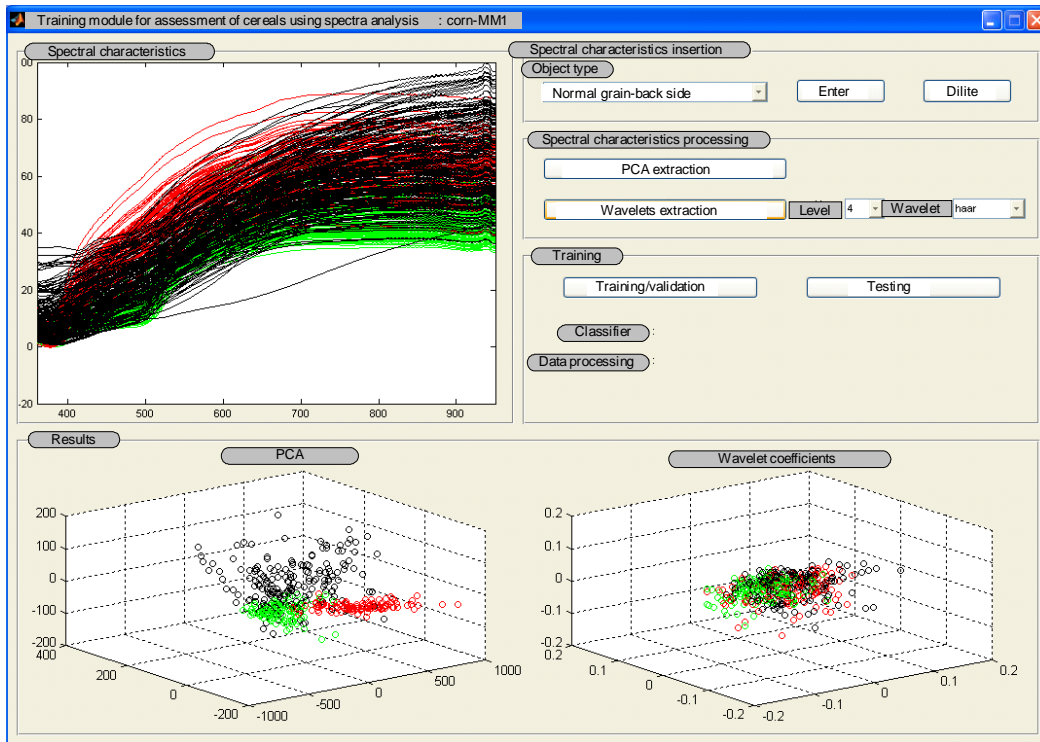 Training module for assessment of cereals using spectra analysis : corn-MM1
Spectral characteristics
00
80
60
40
20
0
-20
400 500 600 700 800 900
Spectral characteristics insertion
Object type
Normal grain-back side
Enter
Dilite
Spectral characteristics processing
PCA extraction
Wavelets extraction
Level
4
Wavelet
haar
Training
Training/validation
Testing
Classifier :
Data processing :
Results
PCA
200
100
0
-100
-200
400
200
0
-200
-1000
-500
0
500
1000
Wavelet coefficients
0.2
0.1
0
-0.1
-0.2
0.2
0.1
0
-0.1
-0.2
-0.2
-0.1
0
0.1
0.2